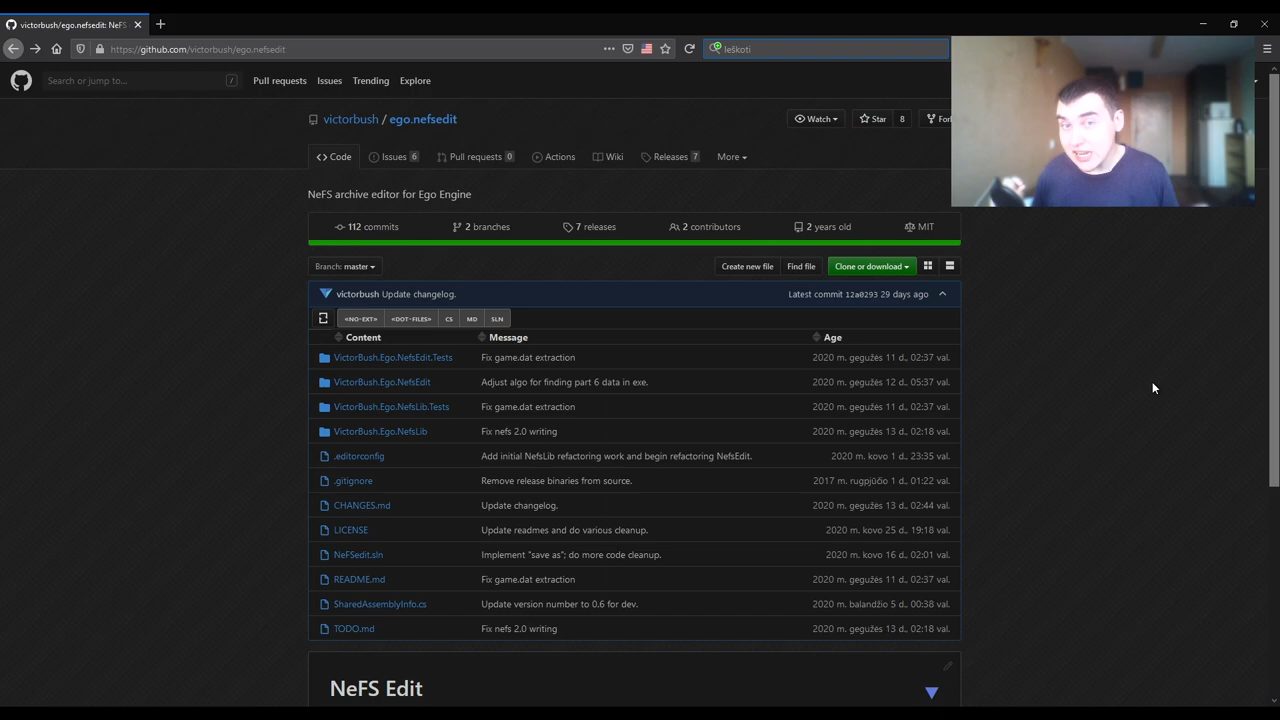 victorbush/ego.nefsedit: NeFS
https://github.com/victorbush/ego.nefsedit
Ieškoti
Search or jump to...
/
Pull requests
Issues
Trending
Explore
victorbush / ego.nefsedit
Watch
Star
8
Fork
Code
Issues 6
Pull requests 0
Actions
Wiki
Releases 7
More
NeFS archive editor for Ego Engine
112 commits
2 branches
7 releases
2 contributors
2 years old
MIT
Branch: master
Create new file
Find file
Clone or download
victorbush Update changelog.
Latest commit 12a0293 29 days ago
«NO-EXT»
«DOT-FILES»
CS
MD
SLN
Content Message Age
VictorBush.Ego.NefsEdit.Tests Fix game.dat extraction 2020 m. gegužės 11 d., 02:37 val.
VictorBush.Ego.NefsEdit Adjust algo for finding part 6 data in exe. 2020 m. gegužės 12 d., 05:37 val.
VictorBush.Ego.NefsLib.Tests Fix game.dat extraction 2020 m. gegužės 11 d., 02:37 val.
VictorBush.Ego.NefsLib Fix nefs 2.0 writing 2020 m. gegužės 13 d., 02:18 val.
.editorconfig Add initial NefsLib refactoring work and begin refactoring NefsEdit. 2020 m. kovo 1 d., 23:35 val.
.gitignore Remove release binaries from source. 2017 m. rugpjūčio 1 d., 01:22 val.
CHANGES.md Update changelog. 2020 m. gegužės 13 d., 02:44 val.
LICENSE Update readmes and do various cleanup. 2020 m. kovo 25 d., 19:18 val.
NeFSedit.sln Implement "save as"; do more code cleanup. 2020 m. kovo 16 d., 02:01 val.
README.md Fix game.dat extraction 2020 m. gegužės 11 d., 02:37 val.
SharedAssemblyInfo.cs Update version number to 0.6 for dev. 2020 m. balandžio 5 d., 00:38 val.
TODO.md Fix nefs 2.0 writing 2020 m. gegužės 13 d., 02:18 val.
NeFS Edit